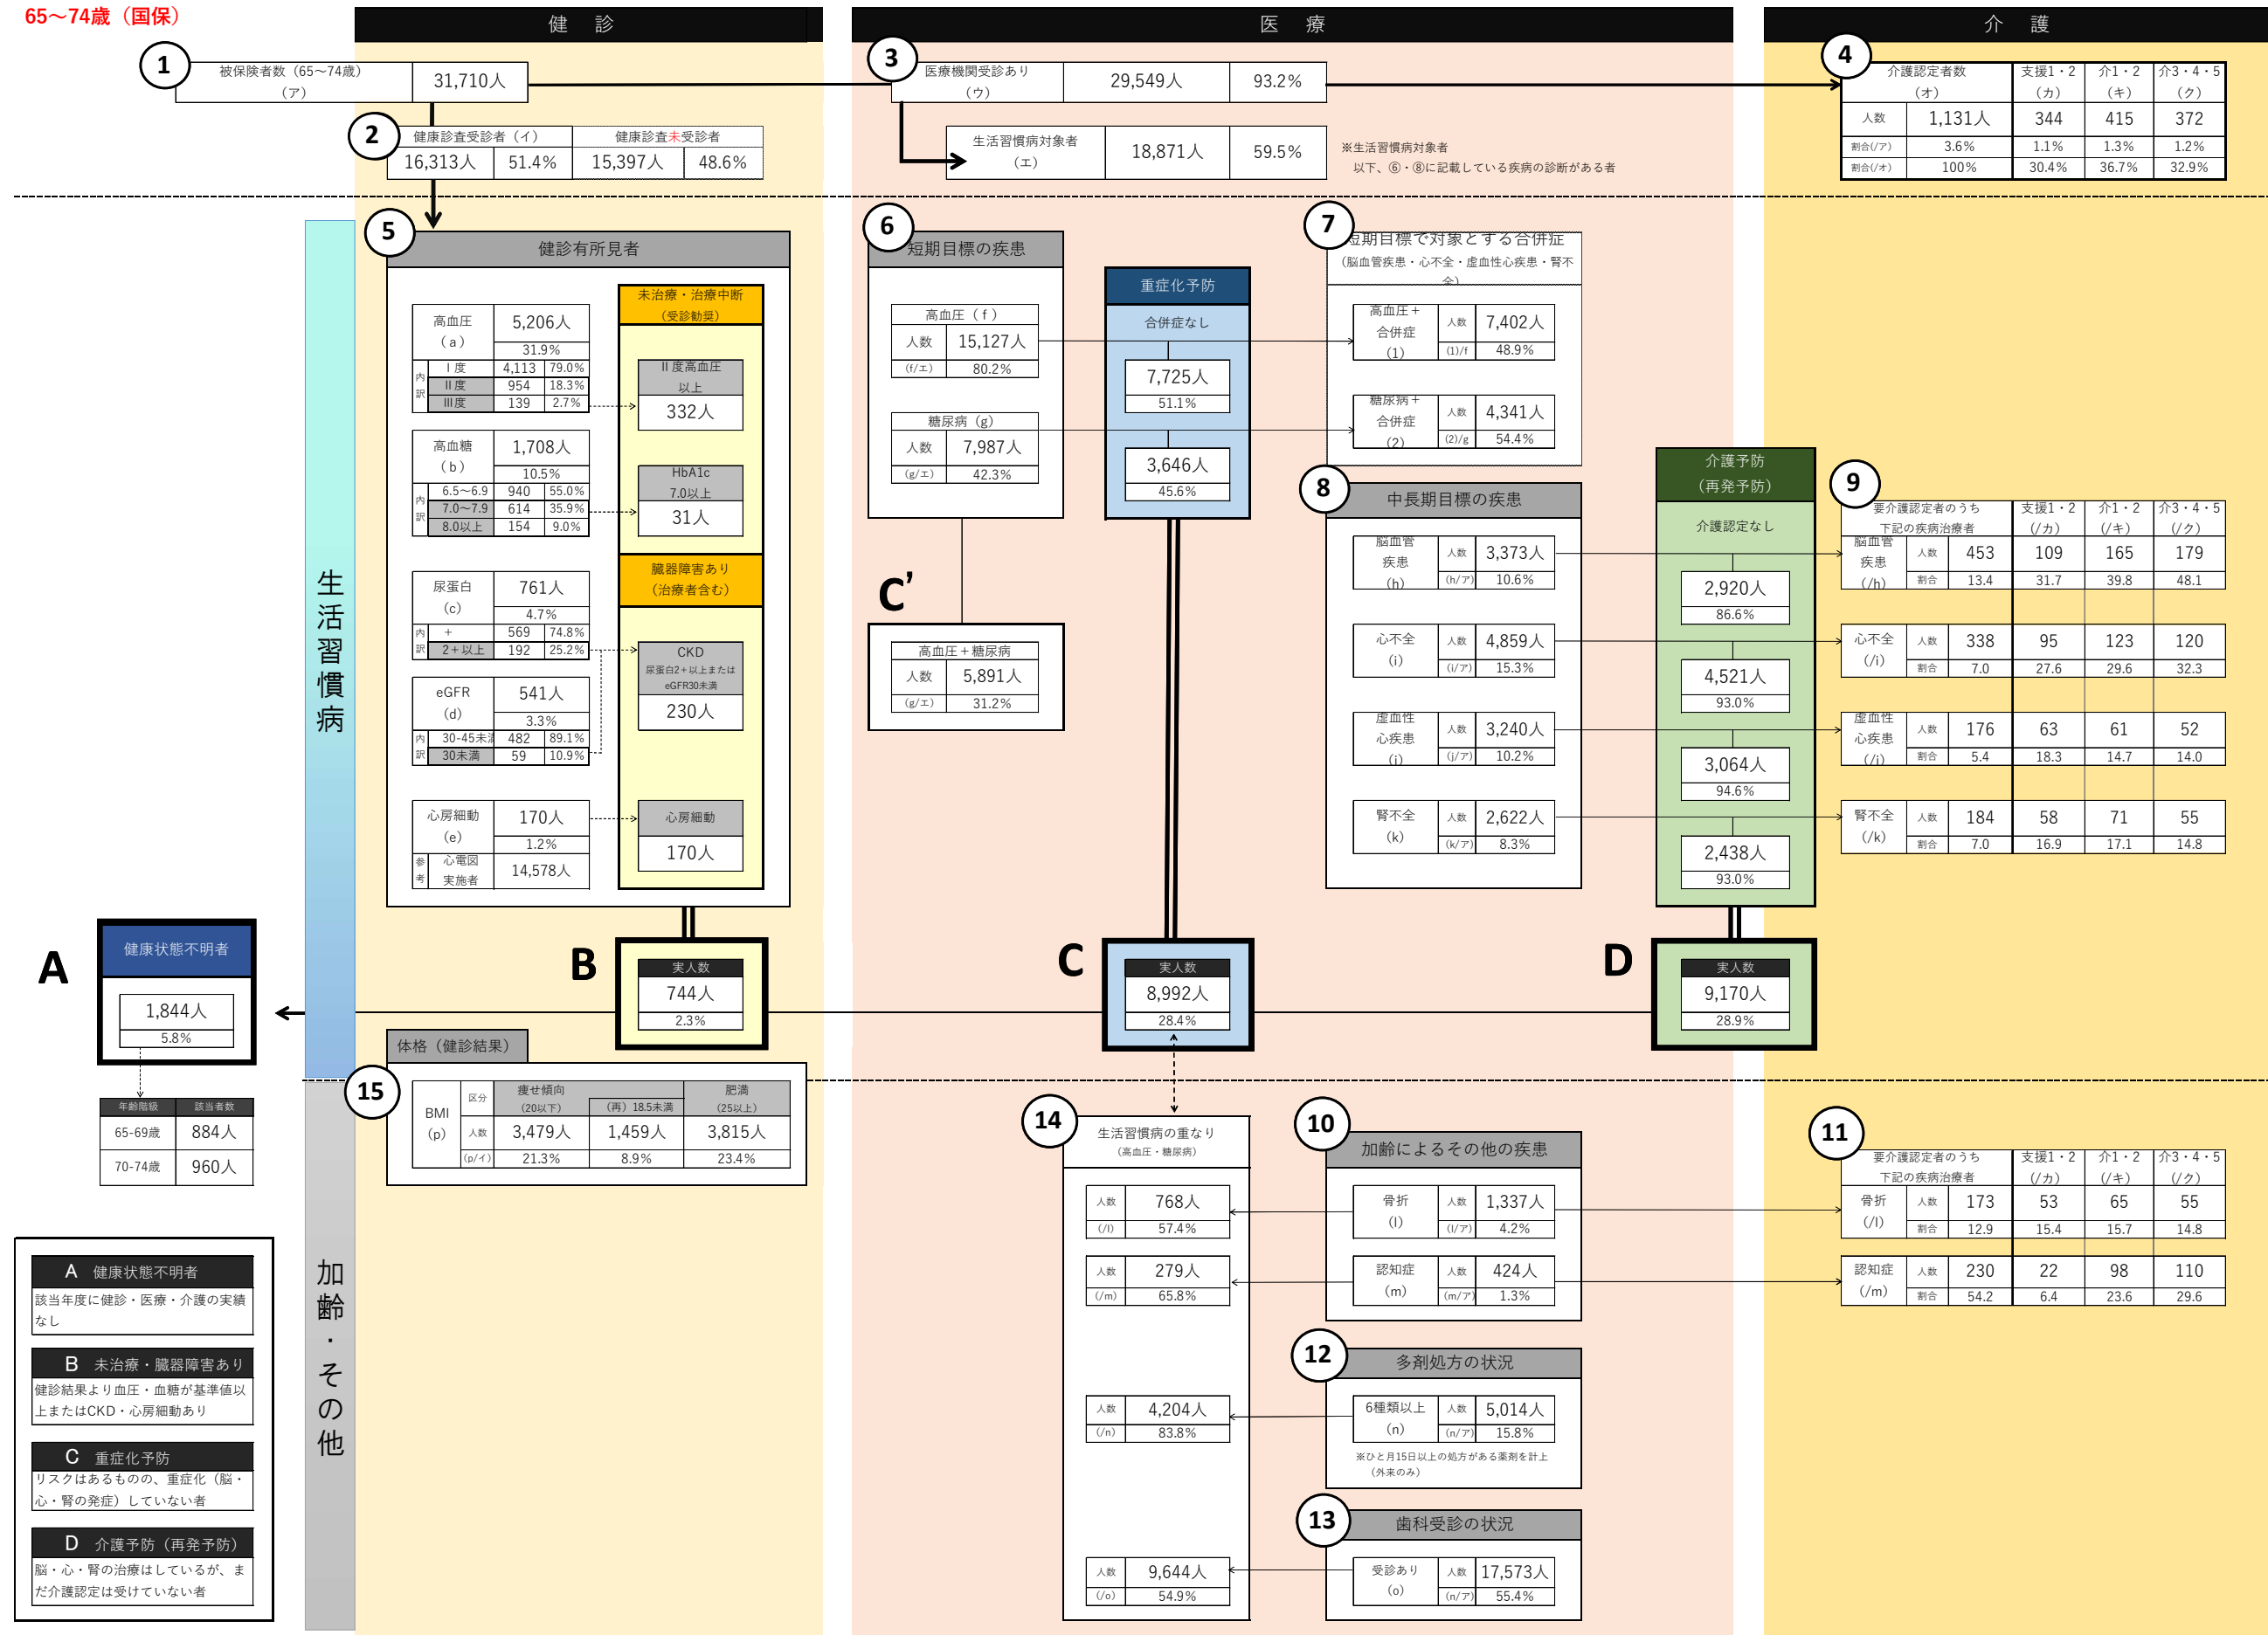 65～74歳（国保）
健　診
医　療
介　護
1
被保険者数（65～74歳）
（ア）
31,710人
2
健康診査受診者（イ）
健康診査未受診者
16,313人 51.4% 15,397人 48.6%
3
医療機関受診あり
（ウ）
29,549人 93.2%
生活習慣病対象者
（エ）
18,871人 59.5%
※生活習慣病対象者
以下、⑥・⑧に記載している疾病の診断がある者
4
介護認定者数
（オ）
支援1・2
（カ）
介1・2
（キ）
介3・4・5
（ク）
人数 1,131人 344 415 372
割合(/ア) 3.6% 1.1% 1.3% 1.2%
割合(/オ) 100% 30.4% 36.7% 32.9%
生活習慣病
5
健診有所見者
高血圧
（a）
5,206人
31.9%
内訳
Ⅰ度 4,113 79.0%
Ⅱ度 954 18.3%
Ⅲ度 139 2.7%
高血糖
（b）
1,708人
10.5%
内訳
6.5～6.9 940 55.0%
7.0～7.9 614 35.9%
8.0以上 154 9.0%
尿蛋白
（c）
761人
4.7%
内訳
＋ 569 74.8%
2＋以上 192 25.2%
eGFR
（d）
541人
3.3%
内訳
30-45未満 482 89.1%
30未満 59 10.9%
心房細動
（e）
170人
1.2%
参考
心電図
実施者
14,578人
未治療・治療中断
（受診勧奨）
Ⅱ度高血圧
以上
332人
HbA1c
7.0以上
31人
臓器障害あり
（治療者含む）
CKD
尿蛋白2＋以上または
eGFR30未満
230人
心房細動
170人
6
短期目標の疾患
高血圧（ｆ）
人数 15,127人
(f/エ) 80.2%
糖尿病（g）
人数 7,987人
(g/エ) 42.3%
C’
高血圧＋糖尿病
人数 5,891人
(g/エ) 31.2%
重症化予防
合併症なし
7,725人
51.1%
3,646人
45.6%
7
短期目標で対象とする合併症
（脳血管疾患・心不全・虚血性心疾患・腎不
全）
高血圧＋
合併症
(1)
人数 7,402人
(1)/f 48.9%
糖尿病＋
合併症
(2)
人数 4,341人
(2)/g 54.4%
8
中長期目標の疾患
脳血管
疾患
(h)
人数 3,373人
(h/ア) 10.6%
心不全
(i)
人数 4,859人
(i/ア) 15.3%
虚血性
心疾患
(j)
人数 3,240人
(j/ア) 10.2%
腎不全
(k)
人数 2,622人
(k/ア) 8.3%
介護予防
（再発予防）
介護認定なし
2,920人
86.6%
4,521人
93.0%
3,064人
94.6%
2,438人
93.0%
9
要介護認定者のうち
下記の疾病治療者
支援1・2
(/カ)
介1・2
(/キ)
介3・4・5
(/ク)
脳血管
疾患
(/h)
人数 453 109 165 179
割合 13.4 31.7 39.8 48.1
心不全
(/i)
人数 338 95 123 120
割合 7.0 27.6 29.6 32.3
虚血性
心疾患
(/j)
人数 176 63 61 52
割合 5.4 18.3 14.7 14.0
腎不全
(/k)
人数 184 58 71 55
割合 7.0 16.9 17.1 14.8
A
健康状態不明者
1,844人
5.8%
年齢階級 該当者数
65-69歳 884人
70-74歳 960人
B
実人数
744人
2.3%
C
実人数
8,992人
28.4%
D
実人数
9,170人
28.9%
加齢・その他
15
体格（健診結果）
BMI
(p)
区分
痩せ傾向
(20以下)
(再）18.5未満
肥満
(25以上)
人数 3,479人 1,459人 3,815人
(p/イ) 21.3% 8.9% 23.4%
14
生活習慣病の重なり
（高血圧・糖尿病）
人数 768人
(/l) 57.4%
人数 279人
(/m) 65.8%
人数 4,204人
(/n) 83.8%
人数 9,644人
(/o) 54.9%
10
加齢によるその他の疾患
骨折
(l)
人数 1,337人
(l/ア) 4.2%
認知症
(m)
人数 424人
(m/ア) 1.3%
11
要介護認定者のうち
下記の疾病治療者
支援1・2
(/カ)
介1・2
(/キ)
介3・4・5
(/ク)
骨折
(/l)
人数 173 53 65 55
割合 12.9 15.4 15.7 14.8
認知症
(/m)
人数 230 22 98 110
割合 54.2 6.4 23.6 29.6
12
多剤処方の状況
6種類以上
(n)
人数 5,014人
(n/ア) 15.8%
※ひと月15日以上の処方がある薬剤を計上
（外来のみ）
13
歯科受診の状況
受診あり
(o)
人数 17,573人
(n/ア) 55.4%
A　健康状態不明者
該当年度に健診・医療・介護の実績
なし
B　未治療・臓器障害あり
健診結果より血圧・血糖が基準値以
上またはCKD・心房細動あり
C　重症化予防
リスクはあるものの、重症化（脳・
心・腎の発症）していない者
D　介護予防（再発予防）
脳・心・腎の治療はしているが、ま
だ介護認定は受けていない者